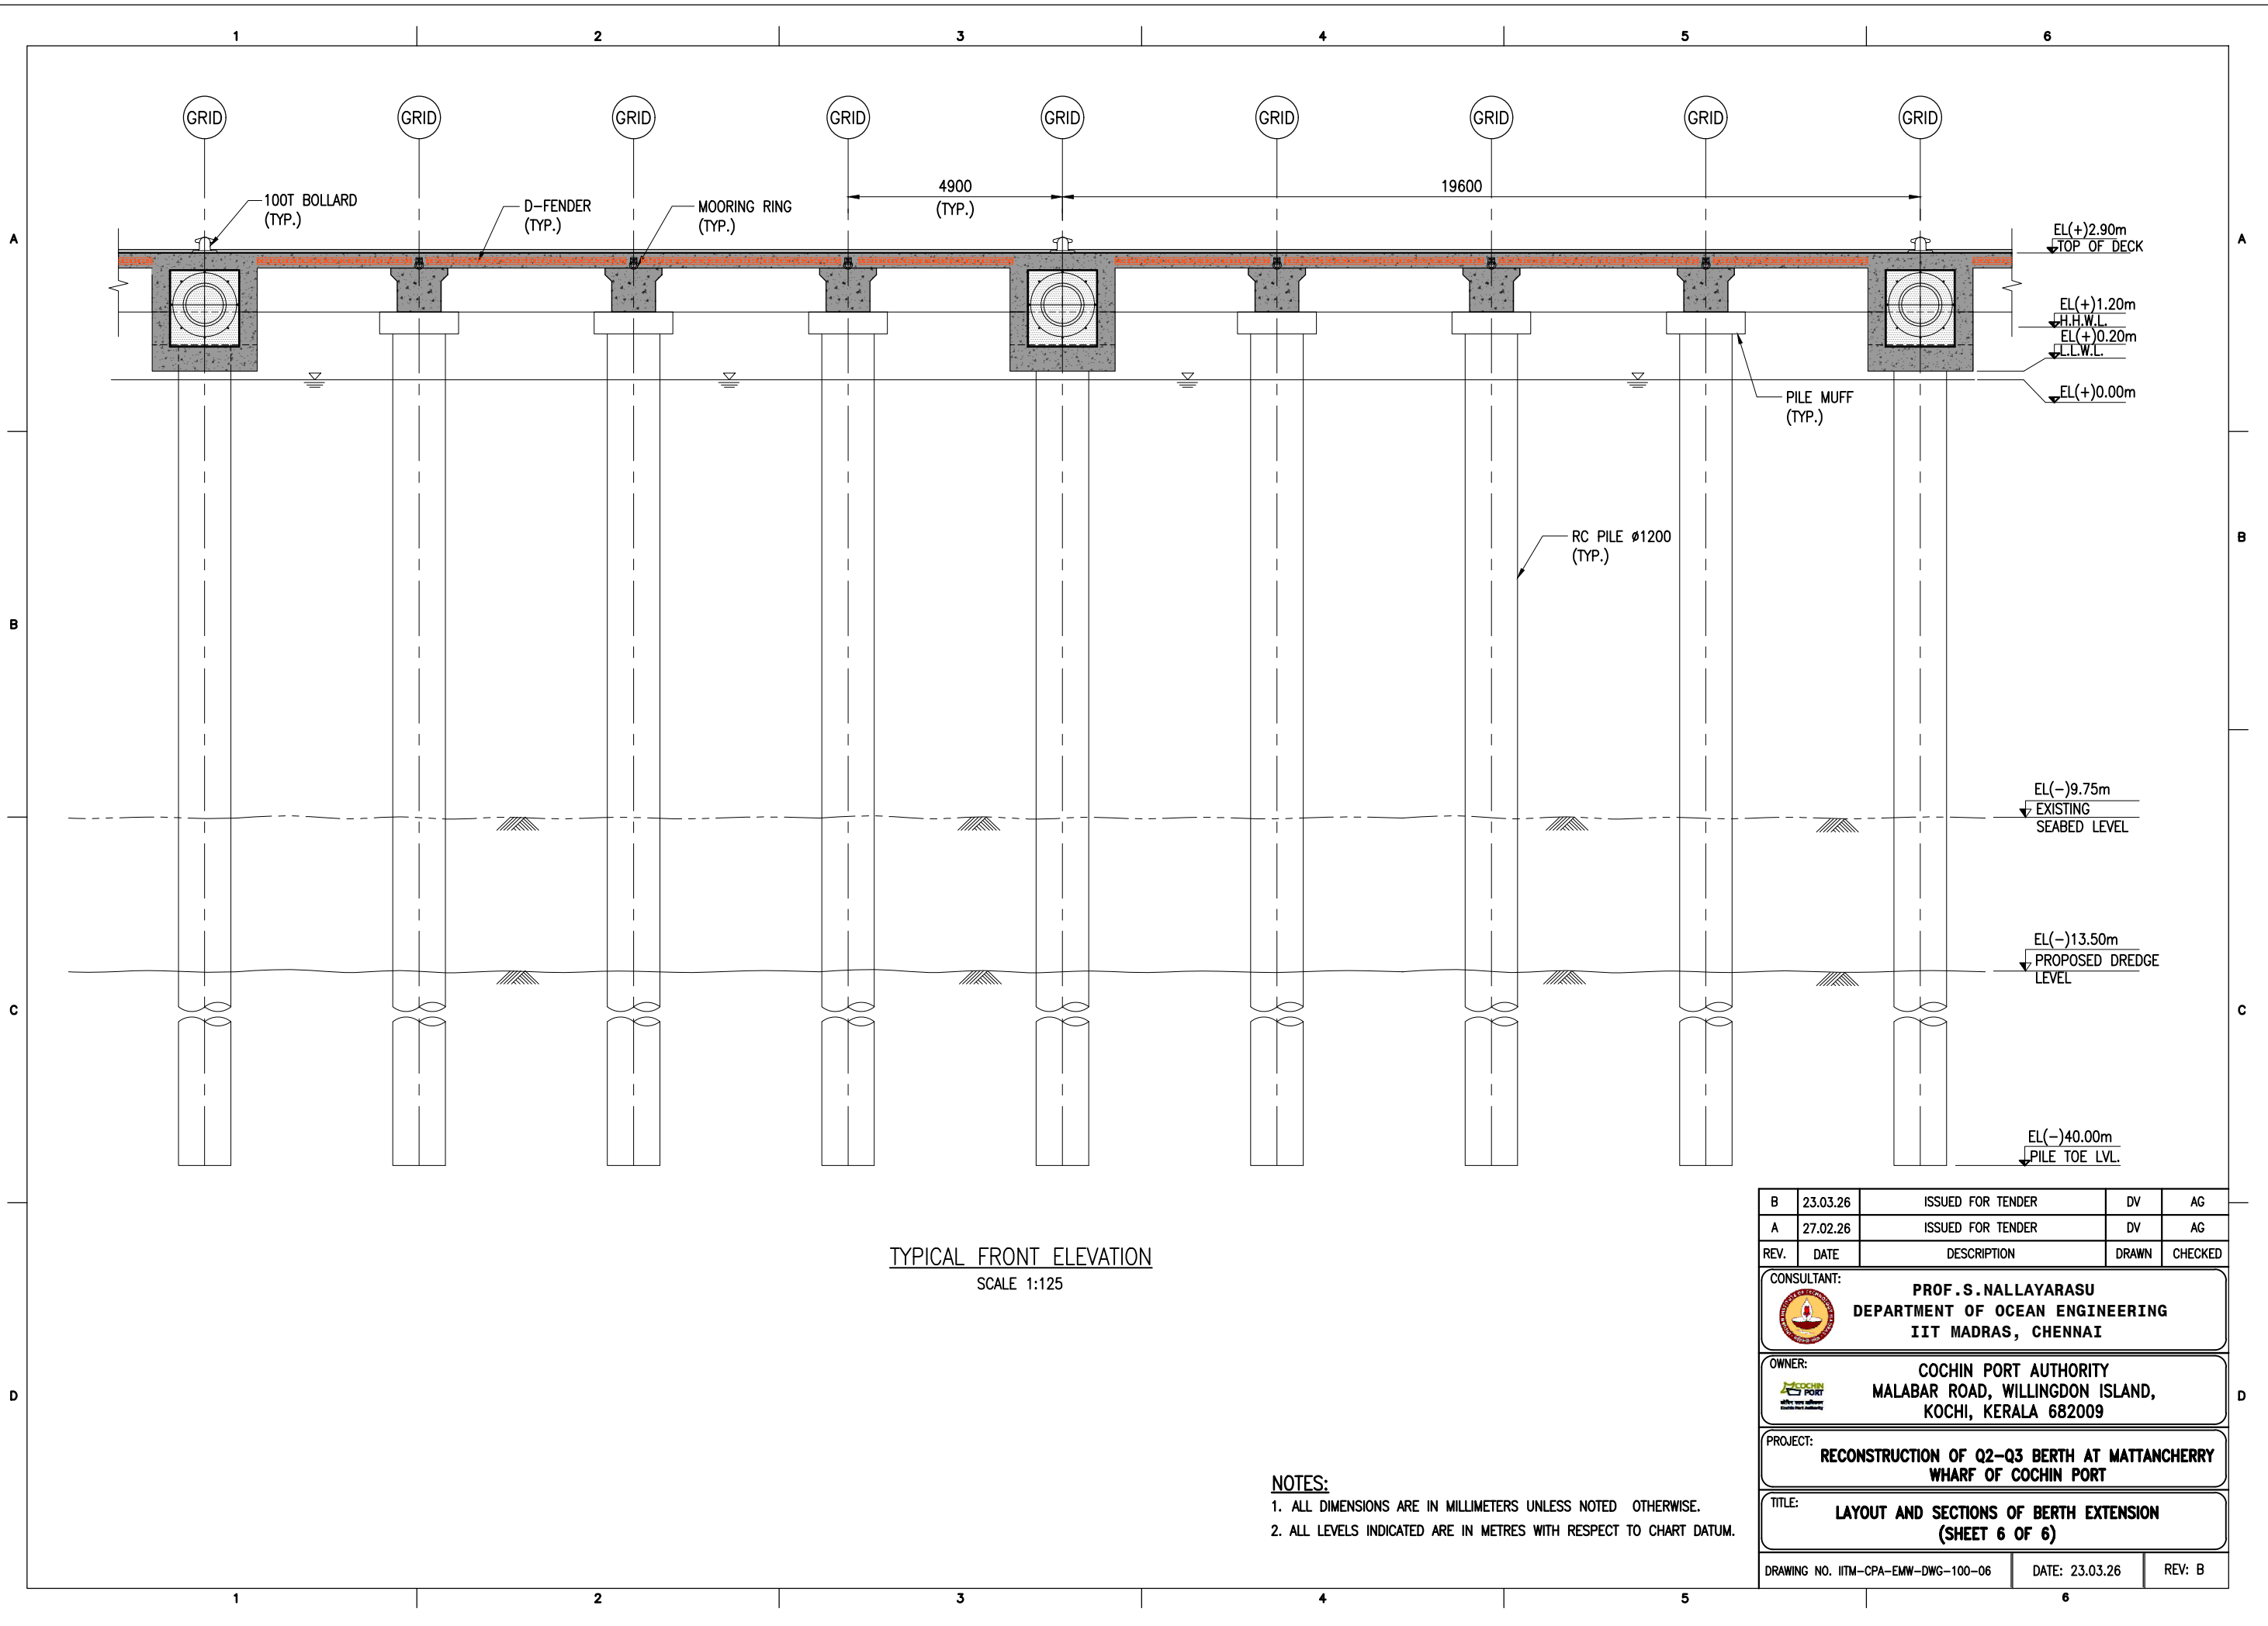 1 2 3 4 5 6
GRID GRID GRID GRID GRID GRID GRID GRID GRID
4900
(TYP.)
19600
100T BOLLARD
(TYP.)
D-FENDER
(TYP.)
MOORING RING
(TYP.)
A
A
EL(+)2.90m
TOP OF DECK
EL(+)1.20m
H.H.W.L.
EL(+)0.20m
L.L.W.L.
EL(+)0.00m
PILE MUFF
(TYP.)
RC PILE ø1200
(TYP.)
B
B
EL(-)9.75m
EXISTING
SEABED LEVEL
EL(-)13.50m
PROPOSED DREDGE
LEVEL
C
C
EL(-)40.00m
PILE TOE LVL.
TYPICAL FRONT ELEVATION
SCALE 1:125
D
D
NOTES:
1. ALL DIMENSIONS ARE IN MILLIMETERS UNLESS NOTED OTHERWISE.
2. ALL LEVELS INDICATED ARE IN METRES WITH RESPECT TO CHART DATUM.
B 23.03.26 ISSUED FOR TENDER DV AG
A 27.02.26 ISSUED FOR TENDER DV AG
REV. DATE DESCRIPTION DRAWN CHECKED
CONSULTANT:
PROF.S.NALLAYARASU
DEPARTMENT OF OCEAN ENGINEERING
IIT MADRAS, CHENNAI
OWNER:
COCHIN
PORT
COCHIN PORT AUTHORITY
MALABAR ROAD, WILLINGDON ISLAND,
KOCHI, KERALA 682009
PROJECT:
RECONSTRUCTION OF Q2-Q3 BERTH AT MATTANCHERRY
WHARF OF COCHIN PORT
TITLE:
LAYOUT AND SECTIONS OF BERTH EXTENSION
(SHEET 6 OF 6)
DRAWING NO. IITM-CPA-EMW-DWG-100-06 DATE: 23.03.26 REV: B
1 2 3 4 5 6